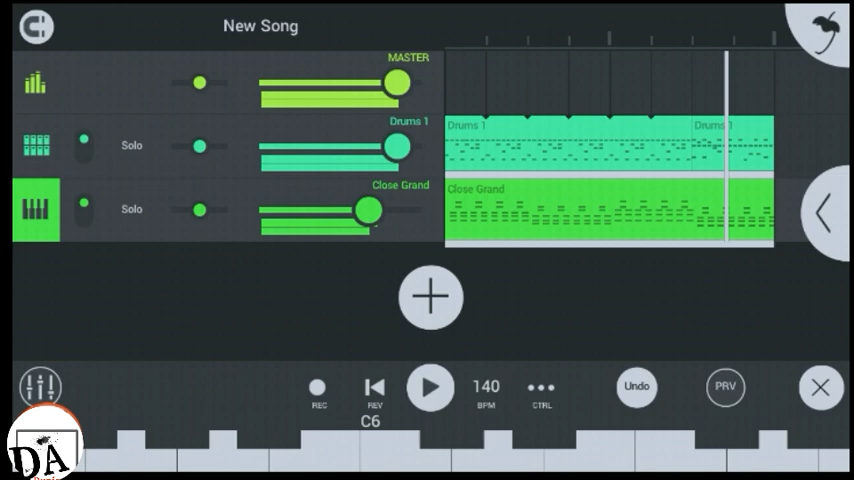 New Song
MASTER
Drums 1
Solo
Drums 1
Drums 1
Close Grand
Solo
Close Grand
140
Undo
PRV
REC
REV
BPM
CTRL
C6
DA